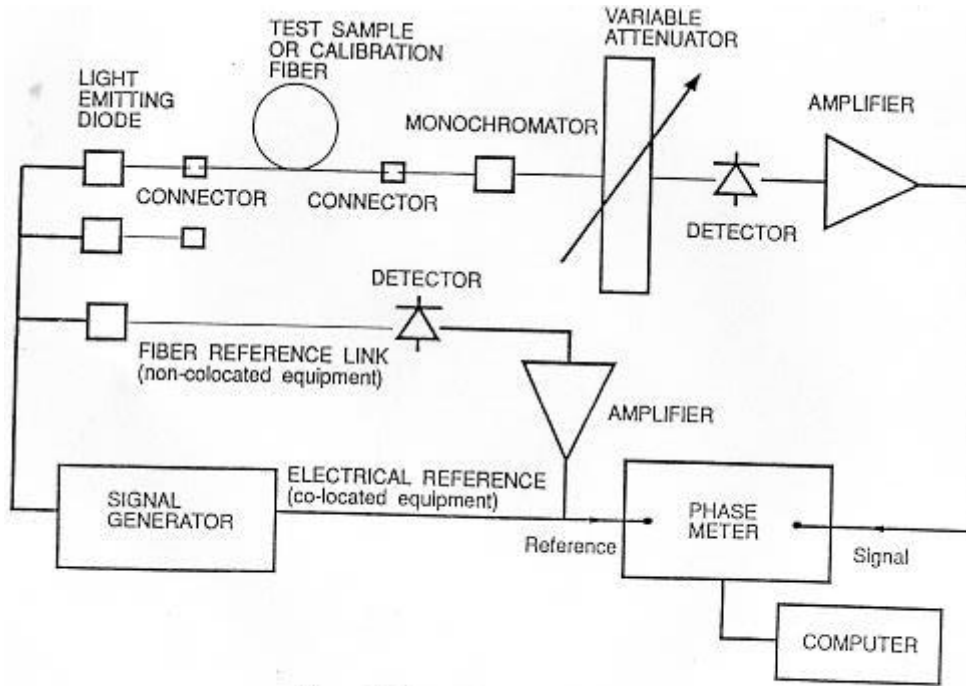 TEST SAMPLE
OR CALIBRATION
FIBER
VARIABLE
ATTENUATOR
LIGHT
EMITTING
DIODE
MONOCHROMATOR
AMPLIFIER
CONNECTOR
CONNECTOR
DETECTOR
DETECTOR
FIBER REFERENCE LINK
(non-colocated equipment)
AMPLIFIER
ELECTRICAL REFERENCE
(co-located equipment)
SIGNAL
GENERATOR
PHASE
METER
Reference
Signal
COMPUTER